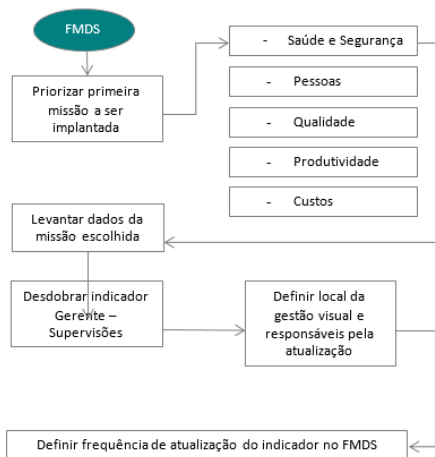 FMDS
Priorizar primeira
missão a ser
implantada
- Saúde e Segurança
- Pessoas
- Qualidade
- Produtividade
- Custos
Levantar dados da
missão escolhida
Desdobrar indicador
Gerente –
Supervisões
Definir local da
gestão visual e
responsáveis pela
atualização
Definir frequência de atualização do indicador no FMDS